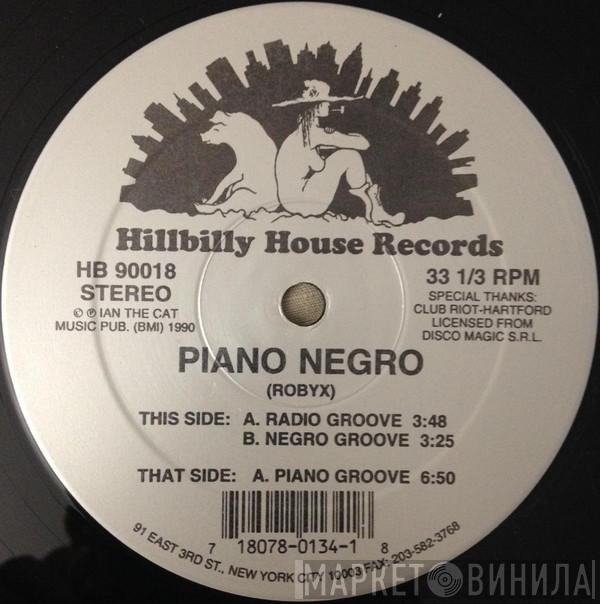 Hillbilly House Records
HB 90018
STEREO
© ℗ IAN THE CAT
MUSIC PUB. (BMI) 1990
33 1/3 RPM
SPECIAL THANKS:
CLUB RIOT-HARTFORD
LICENSED FROM
DISCO MAGIC S.R.L.
PIANO NEGRO
(ROBYX)
THIS SIDE: A. RADIO GROOVE 3:48
B. NEGRO GROOVE 3:25
THAT SIDE: A. PIANO GROOVE 6:50
7 18078-0134-1 8
91 EAST 3RD ST., NEW YORK CITY 10003 FAX: 203-582-3768
МАРКЕТ ВИНИЛА